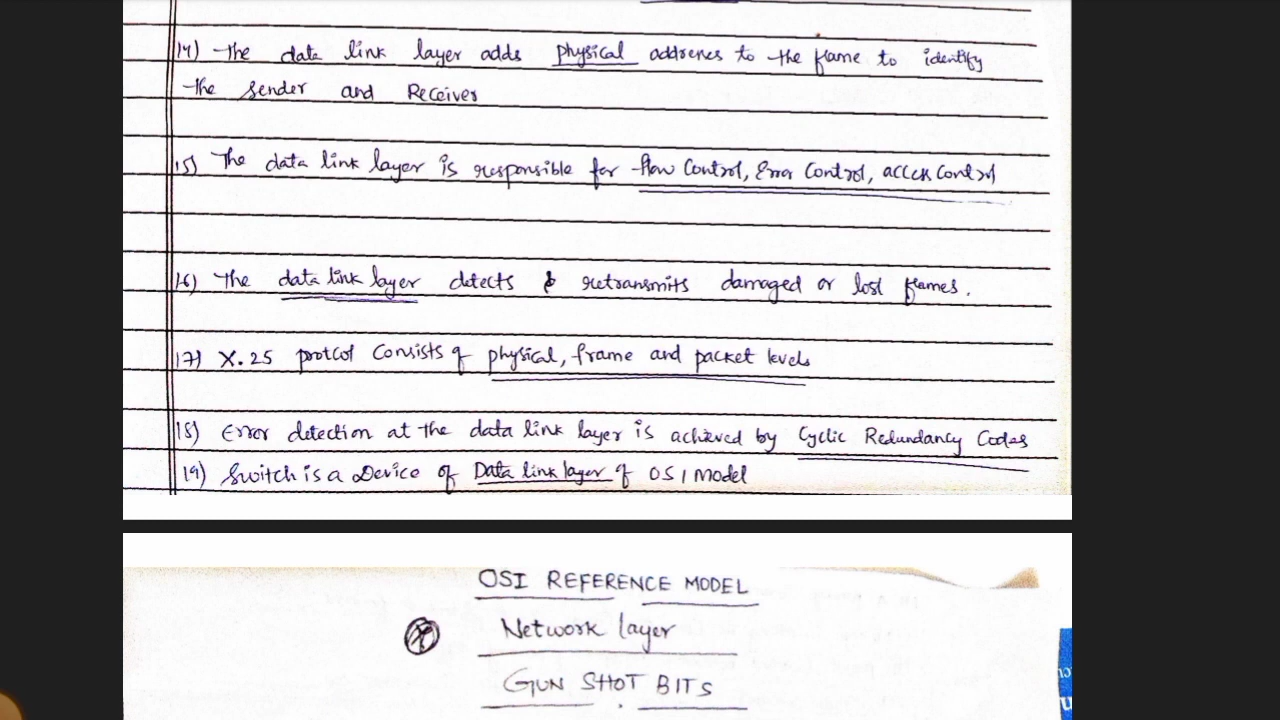 14) The data link layer adds physical addresses to the frame to identify
the sender and Receiver
15) The data link layer is responsible for flow Control, Error Control, access Control
16) The data link layer detects & retransmits damaged or lost frames.
17) X.25 protcol Consists of physical, frame and packet levels
18) Error detection at the data link layer is achieved by Cyclic Redundancy Codes
19) Switch is a Device of Data link layer of OSI Model
OSI REFERENCE MODEL
Network layer
GUN SHOT BITS